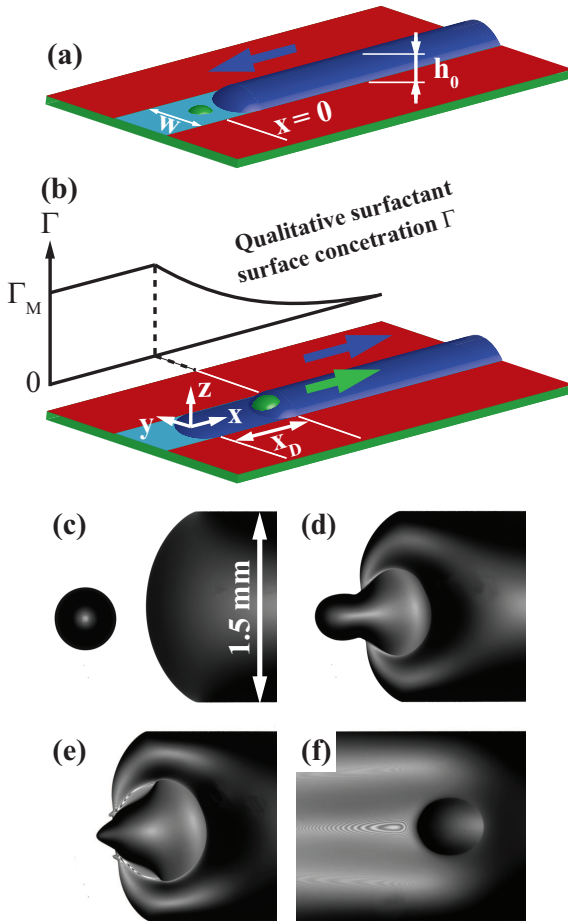 (a)
h0
w
x = 0
(b)
Qualitative surfactant
surface concetration Γ
Γ
ΓM
0
z
y
x
xD
(c)
(d)
1.5 mm
(e)
(f)